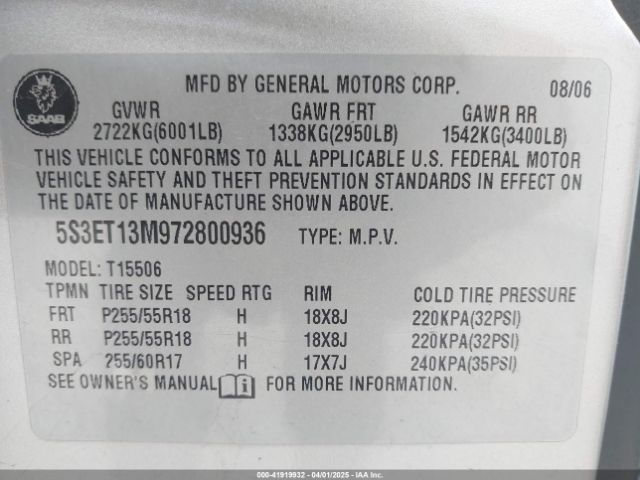 MFD BY GENERAL MOTORS CORP. 08/06
SAAB
GVWR GAWR FRT GAWR RR
2722KG(6001LB) 1338KG(2950LB) 1542KG(3400LB)
THIS VEHICLE CONFORMS TO ALL APPLICABLE U.S. FEDERAL MOTOR
VEHICLE SAFETY AND THEFT PREVENTION STANDARDS IN EFFECT ON
THE DATE OF MANUFACTURE SHOWN ABOVE.
5S3ET13M972800936 TYPE: M.P.V.
MODEL: T15506
TPMN TIRE SIZE SPEED RTG RIM COLD TIRE PRESSURE
FRT P255/55R18 H 18X8J 220KPA(32PSI)
RR P255/55R18 H 18X8J 220KPA(32PSI)
SPA 255/60R17 H 17X7J 240KPA(35PSI)
SEE OWNER'S MANUAL i FOR MORE INFORMATION.
000-41919932 - 04/01/2025 - IAAI Inc.